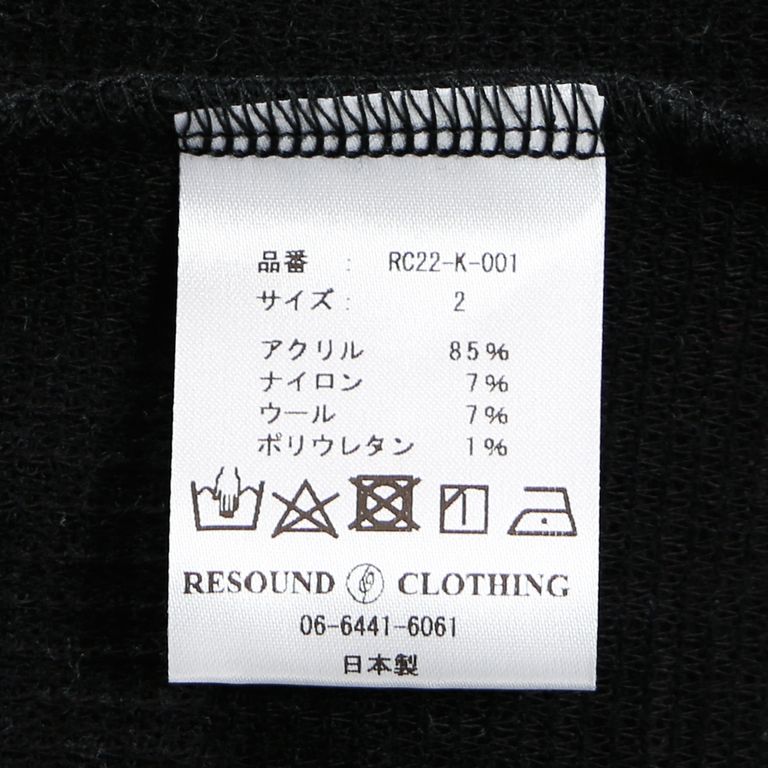 品番 : RC22-K-001
サイズ: 2
アクリル 85%
ナイロン 7%
ウール 7%
ポリウレタン 1%
RESOUND CLOTHING
06-6441-6061
日本製